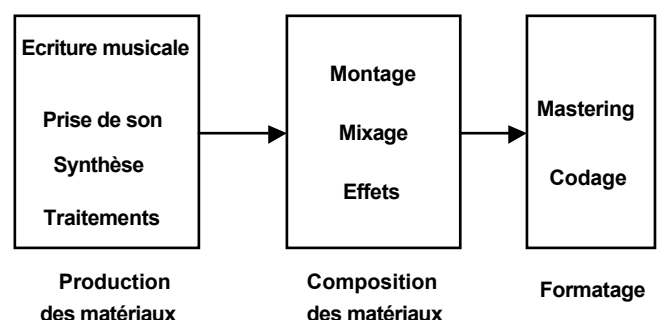 Ecriture musicale
Prise de son
Synthèse
Traitements
Montage
Mixage
Effets
Mastering
Codage
Production
des matériaux
Composition
des matériaux
Formatage